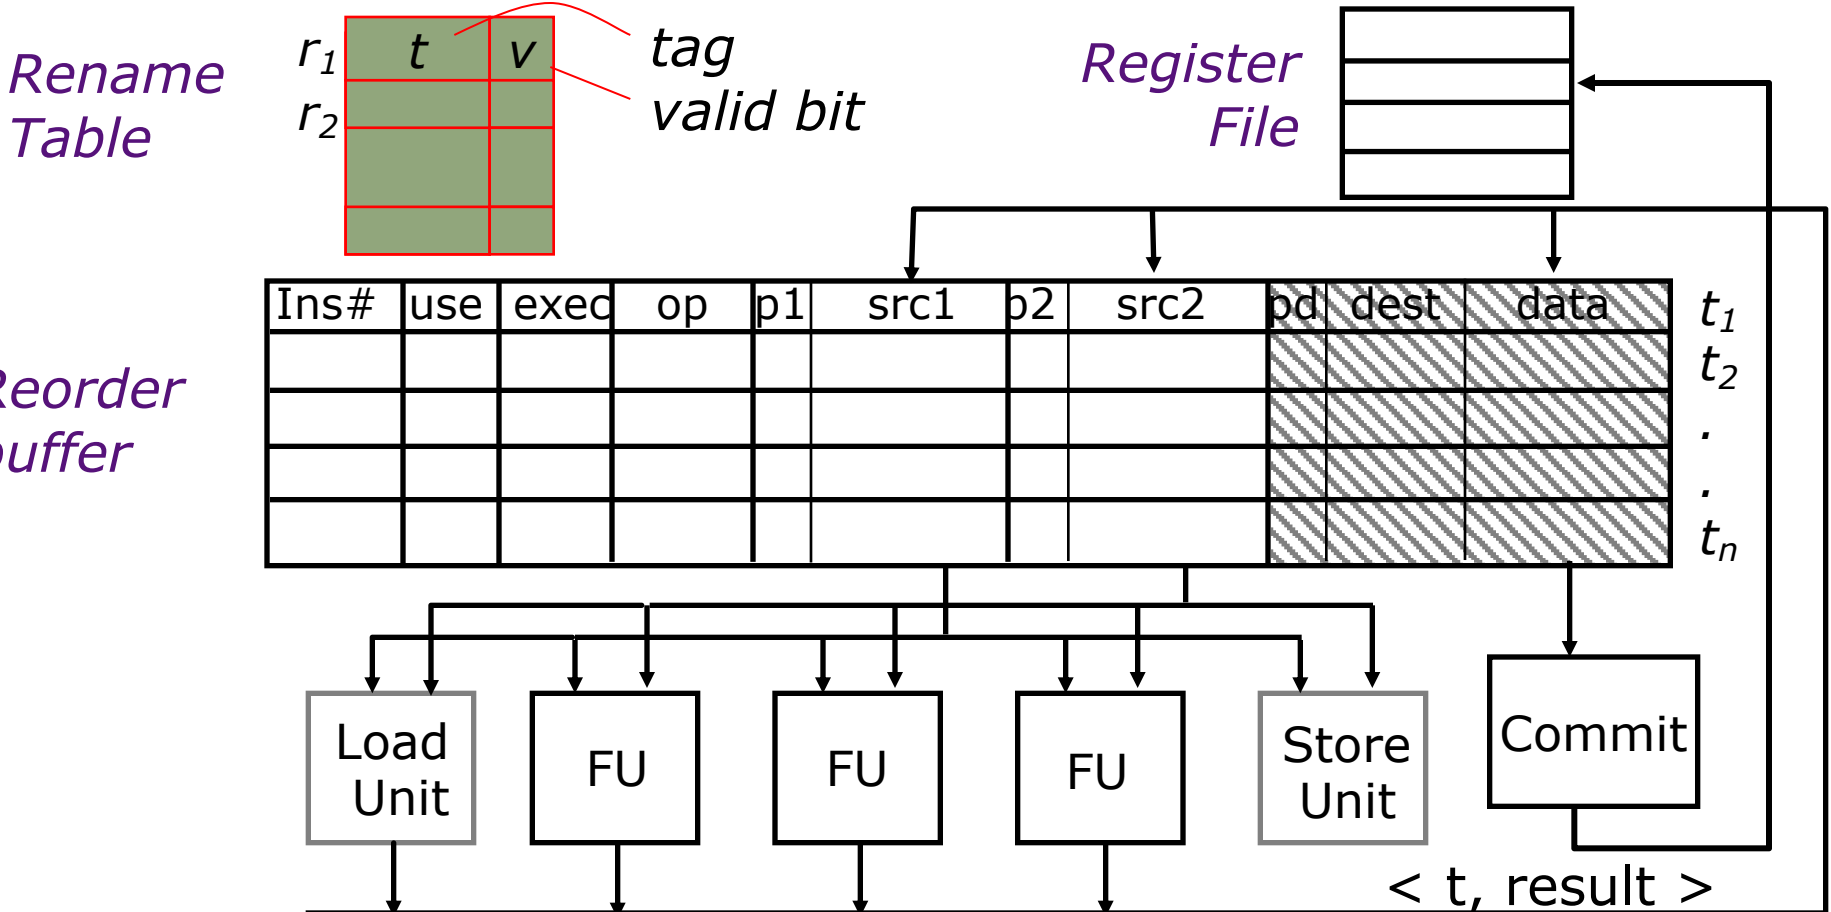 Rename
Table
r1 t v
r2
tag
valid bit
Register
File
Reorder
buffer
Ins# use exec op p1 src1 p2 src2 pd dest data
t1
t2
.
.
tn
Load
Unit
FU
FU
FU
Store
Unit
Commit
< t, result >